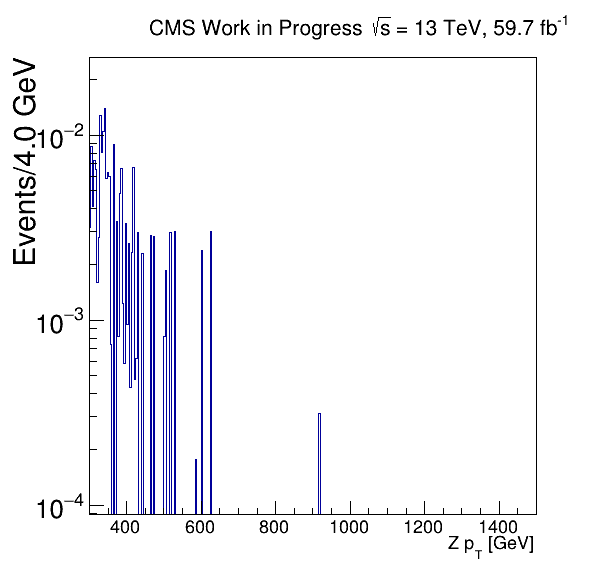 CMS Work in Progress √s = 13 TeV, 59.7 fb⁻¹
Events/4.0 GeV
10⁻²
10⁻³
10⁻⁴
400 600 800 1000 1200 1400
Z p_T [GeV]